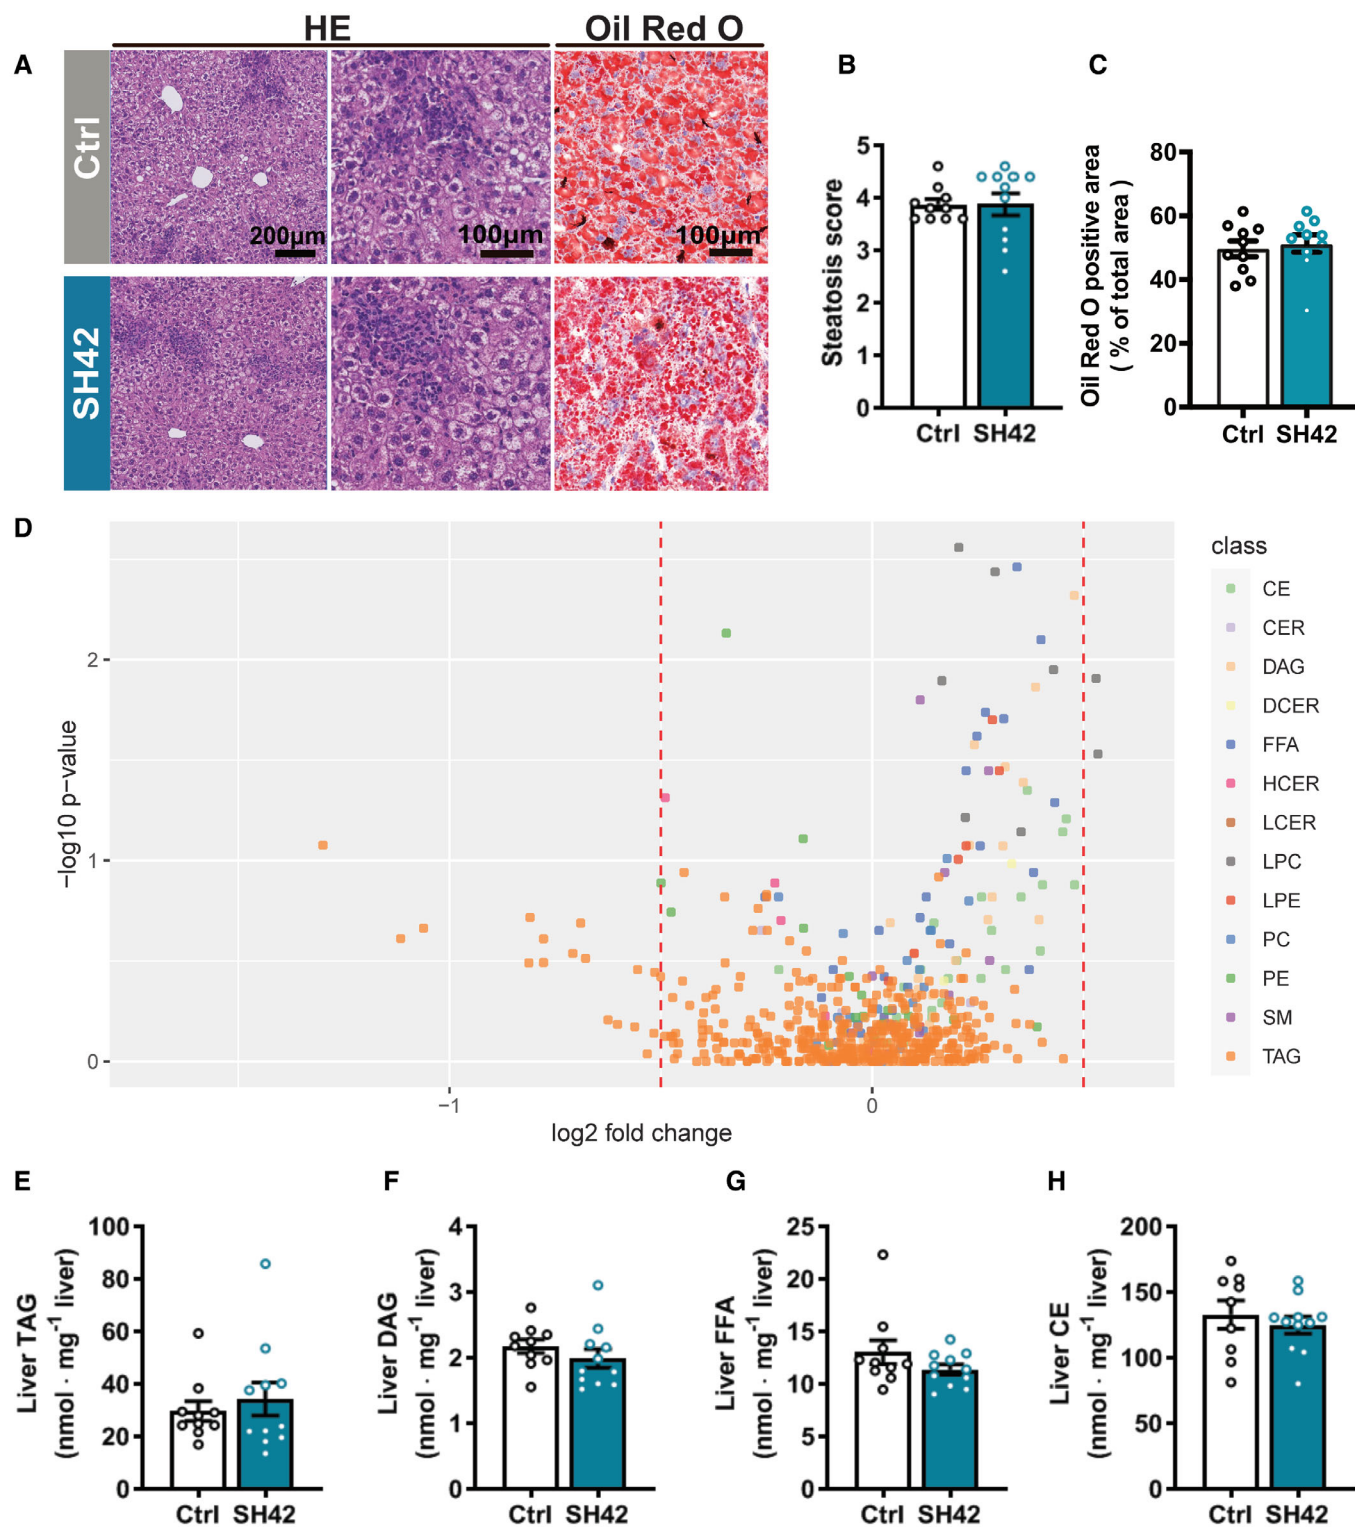 HE
Oil Red O
A
Ctrl
200μm
100μm
100μm
SH42
B
Steatosis score
5
4
3
2
1
0
Ctrl SH42
C
Oil Red O positive area
( % of total area )
80
60
40
20
0
Ctrl SH42
D
−log10 p−value
2
1
0
−1
0
log2 fold change
class
CE
CER
DAG
DCER
FFA
HCER
LCER
LPC
LPE
PC
PE
SM
TAG
E
Liver TAG
(nmol · mg⁻¹ liver)
100
80
60
40
20
0
Ctrl SH42
F
Liver DAG
(nmol · mg⁻¹ liver)
4
3
2
1
0
Ctrl SH42
G
Liver FFA
(nmol · mg⁻¹ liver)
25
20
15
10
5
0
Ctrl SH42
H
Liver CE
(nmol · mg⁻¹ liver)
200
150
100
50
0
Ctrl SH42